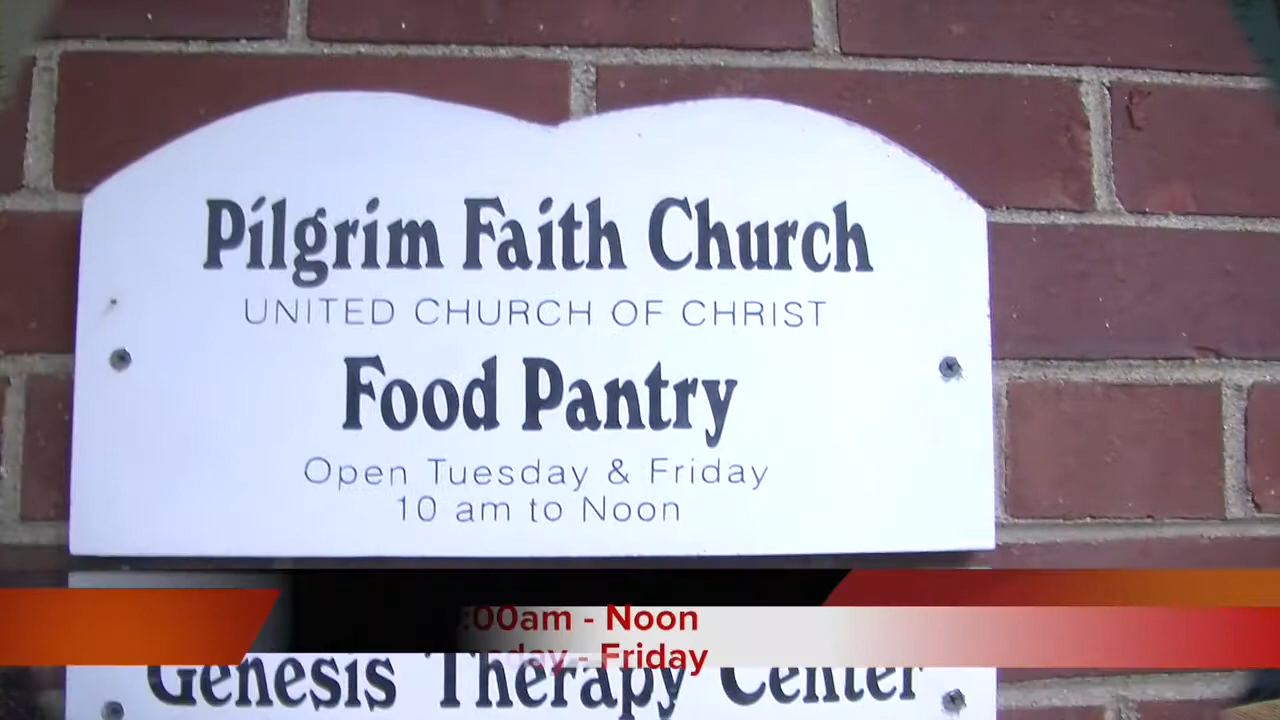 Pilgrim Faith Church
UNITED CHURCH OF CHRIST
Food Pantry
Open Tuesday & Friday
10 am to Noon
:00am - Noon
day - Friday
Genesis Therapy Center